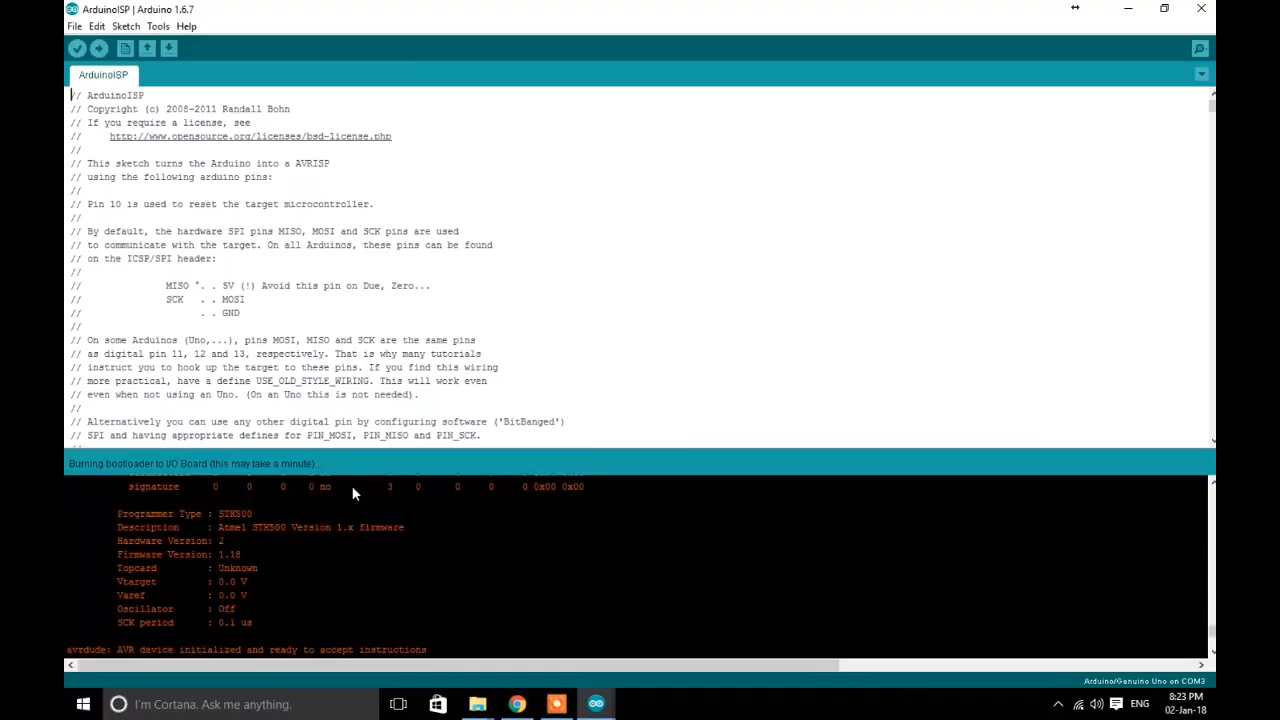 ArduinoISP | Arduino 1.6.7
File Edit Sketch Tools Help
ArduinoISP
// ArduinoISP
// Copyright (c) 2008-2011 Randall Bohn
// If you require a license, see
// http://www.opensource.org/licenses/bsd-license.php
//
// This sketch turns the Arduino into a AVRISP
// using the following arduino pins:
//
// Pin 10 is used to reset the target microcontroller.
//
// By default, the hardware SPI pins MISO, MOSI and SCK are used
// to communicate with the target. On all Arduinos, these pins can be found
// on the ICSP/SPI header:
//
// MISO °. . 5V (!) Avoid this pin on Due, Zero...
// SCK . . MOSI
// . . GND
//
// On some Arduinos (Uno,...), pins MOSI, MISO and SCK are the same pins
// as digital pin 11, 12 and 13, respectively. That is why many tutorials
// instruct you to hook up the target to these pins. If you find this wiring
// more practical, have a define USE_OLD_STYLE_WIRING. This will work even
// even when not using an Uno. (On an Uno this is not needed).
//
// Alternatively you can use any other digital pin by configuring software ('BitBanged')
// SPI and having appropriate defines for PIN_MOSI, PIN_MISO and PIN_SCK.
Burning bootloader to I/O Board (this may take a minute)...
signature 0 0 0 0 no 3 0 0 0 0 0x00 0x00
Programmer Type : STK500
Description : Atmel STK500 Version 1.x firmware
Hardware Version: 2
Firmware Version: 1.18
Topcard : Unknown
Vtarget : 0.0 V
Varef : 0.0 V
Oscillator : Off
SCK period : 0.1 us
avrdude: AVR device initialized and ready to accept instructions
Arduino/Genuino Uno on COM3
I'm Cortana. Ask me anything.
ENG
8:23 PM
02-Jan-18